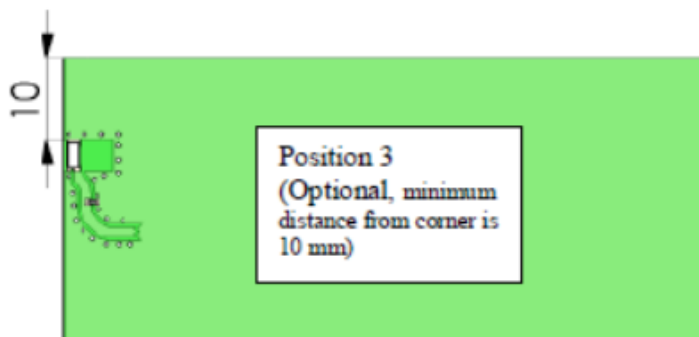 10
Position 3
(Optional, minimum
distance from corner is
10 mm)